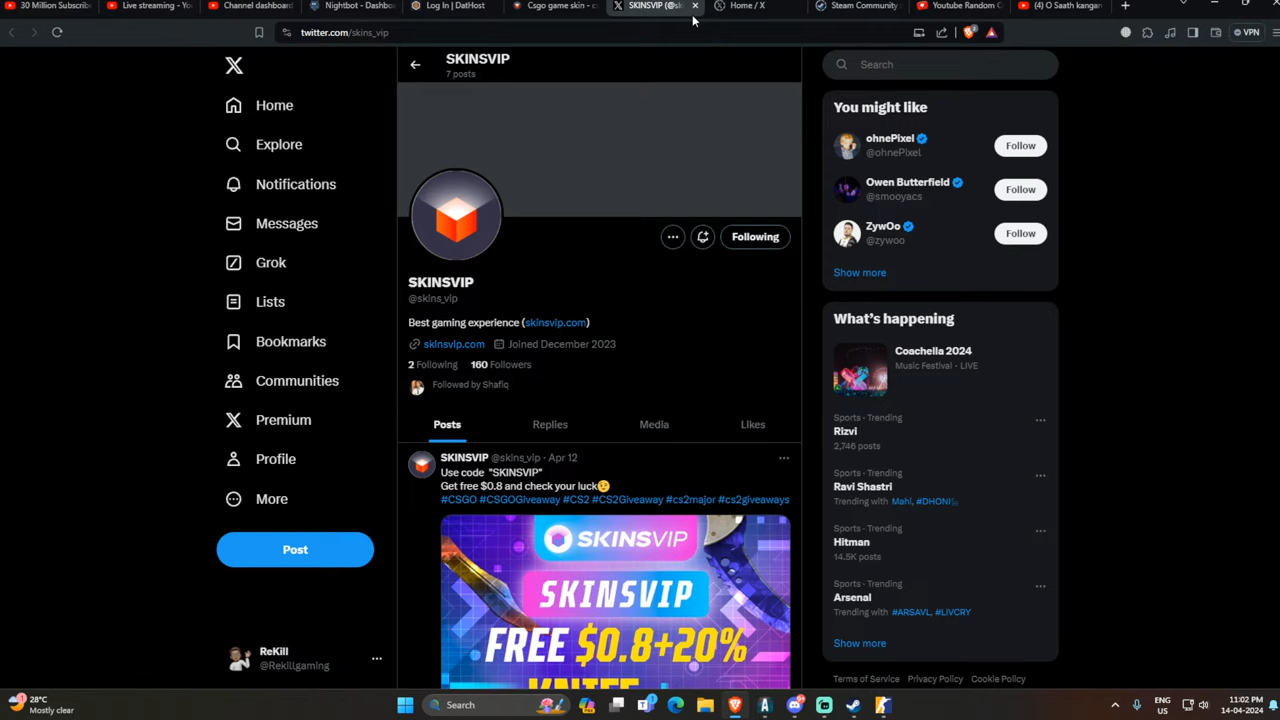 30 Million Subscribe
Live streaming - You
Channel dashboard
Nightbot - Dashboa
Log In | DatHost
Csgo game skin - c
SKINSVIP (@sk
Home / X
Steam Community
Youtube Random C
(4) O Saath kangan
twitter.com/skins_vip
VPN
SKINSVIP
7 posts
Search
Home
Explore
Notifications
Messages
Grok
Lists
Bookmarks
Communities
Premium
Profile
More
Post
ReKill
@Rekillgaming
Following
SKINSVIP
@skins_vip
Best gaming experience (skinsvip.com)
skinsvip.com Joined December 2023
2 Following 160 Followers
Followed by Shafiq
Posts Replies Media Likes
SKINSVIP @skins_vip · Apr 12
Use code "SKINSVIP"
Get free $0.8 and check your luck
#CSGO #CSGOGiveaway #CS2 #CS2Giveaway #cs2major #cs2giveaways
SKINSVIP
SKINSVIP
FREE $0.8+20%
KNIFE
You might like
ohnePixel
@ohnePixel
Follow
Owen Butterfield
@smooyacs
Follow
ZywOo
@zywoo
Follow
Show more
What's happening
Coachella 2024
Music Festival · LIVE
Sports · Trending
Rizvi
2,746 posts
Sports · Trending
Ravi Shastri
Trending with Mahi, #DHONI
Sports · Trending
Hitman
14.5K posts
Sports · Trending
Arsenal
Trending with #ARSAVL, #LIVCRY
Show more
Terms of Service Privacy Policy Cookie Policy
28°C
Mostly clear
Search
ENG
US
11:02 PM
14-04-2024